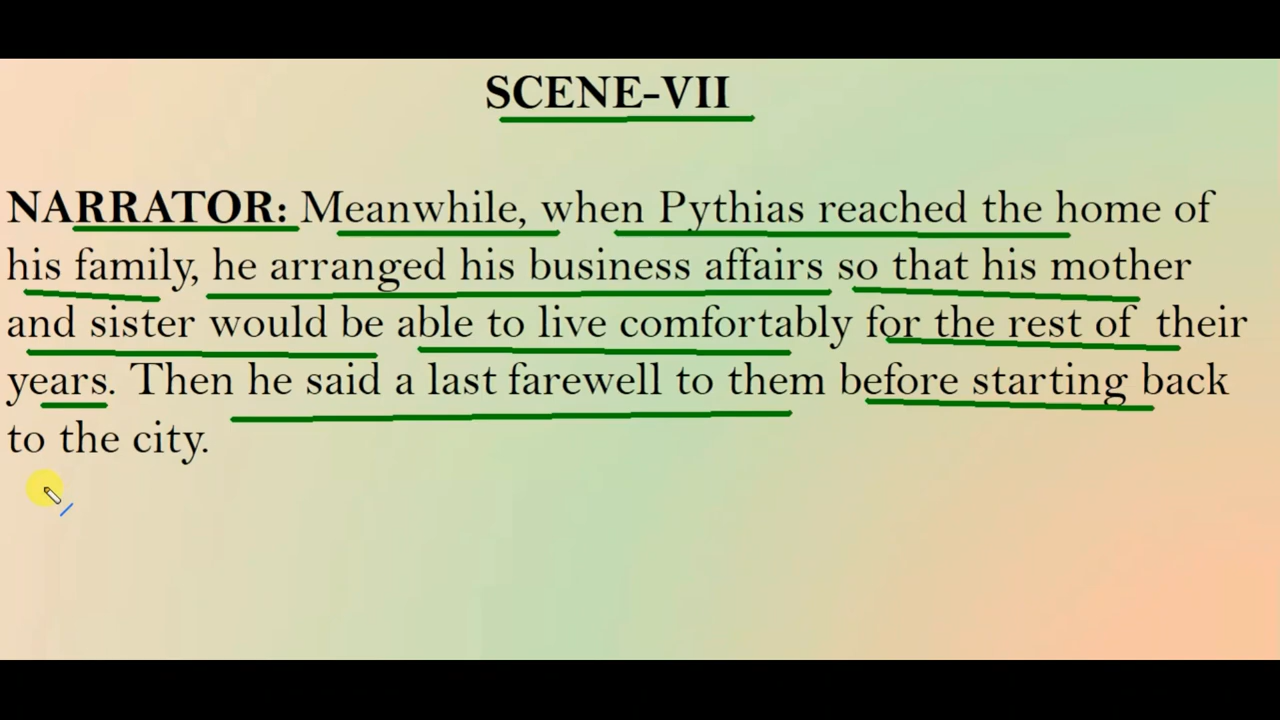 SCENE-VII
NARRATOR: Meanwhile, when Pythias reached the home of
his family, he arranged his business affairs so that his mother
and sister would be able to live comfortably for the rest of their
years. Then he said a last farewell to them before starting back
to the city.